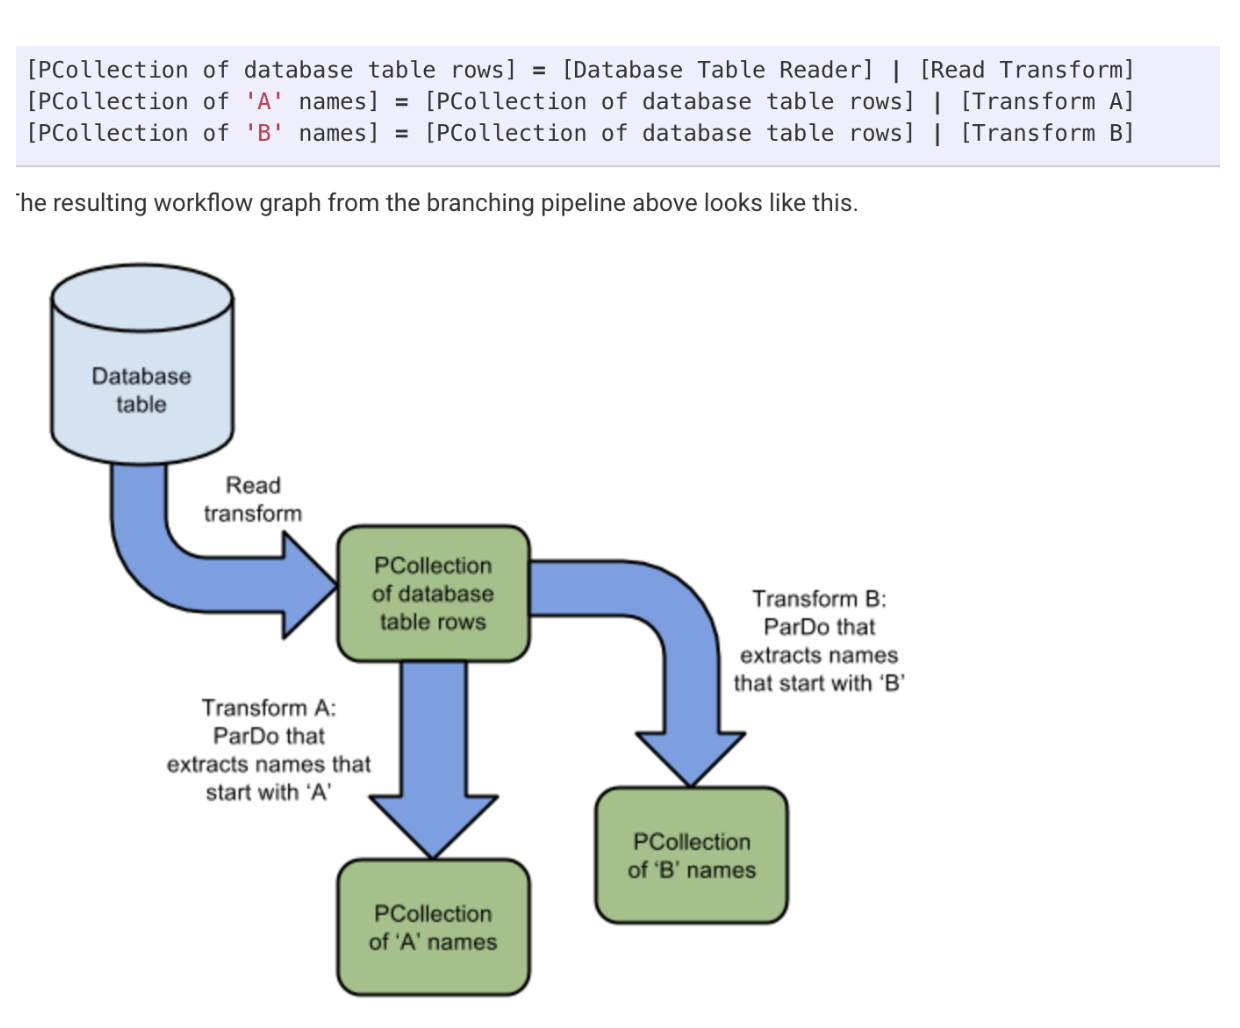 [PCollection of database table rows] = [Database Table Reader] | [Read Transform]
[PCollection of 'A' names] = [PCollection of database table rows] | [Transform A]
[PCollection of 'B' names] = [PCollection of database table rows] | [Transform B]
he resulting workflow graph from the branching pipeline above looks like this.
Database
table
Read
transform
PCollection
of database
table rows
Transform B:
ParDo that
extracts names
that start with ‘B’
Transform A:
ParDo that
extracts names that
start with ‘A’
PCollection
of ‘B’ names
PCollection
of ‘A’ names